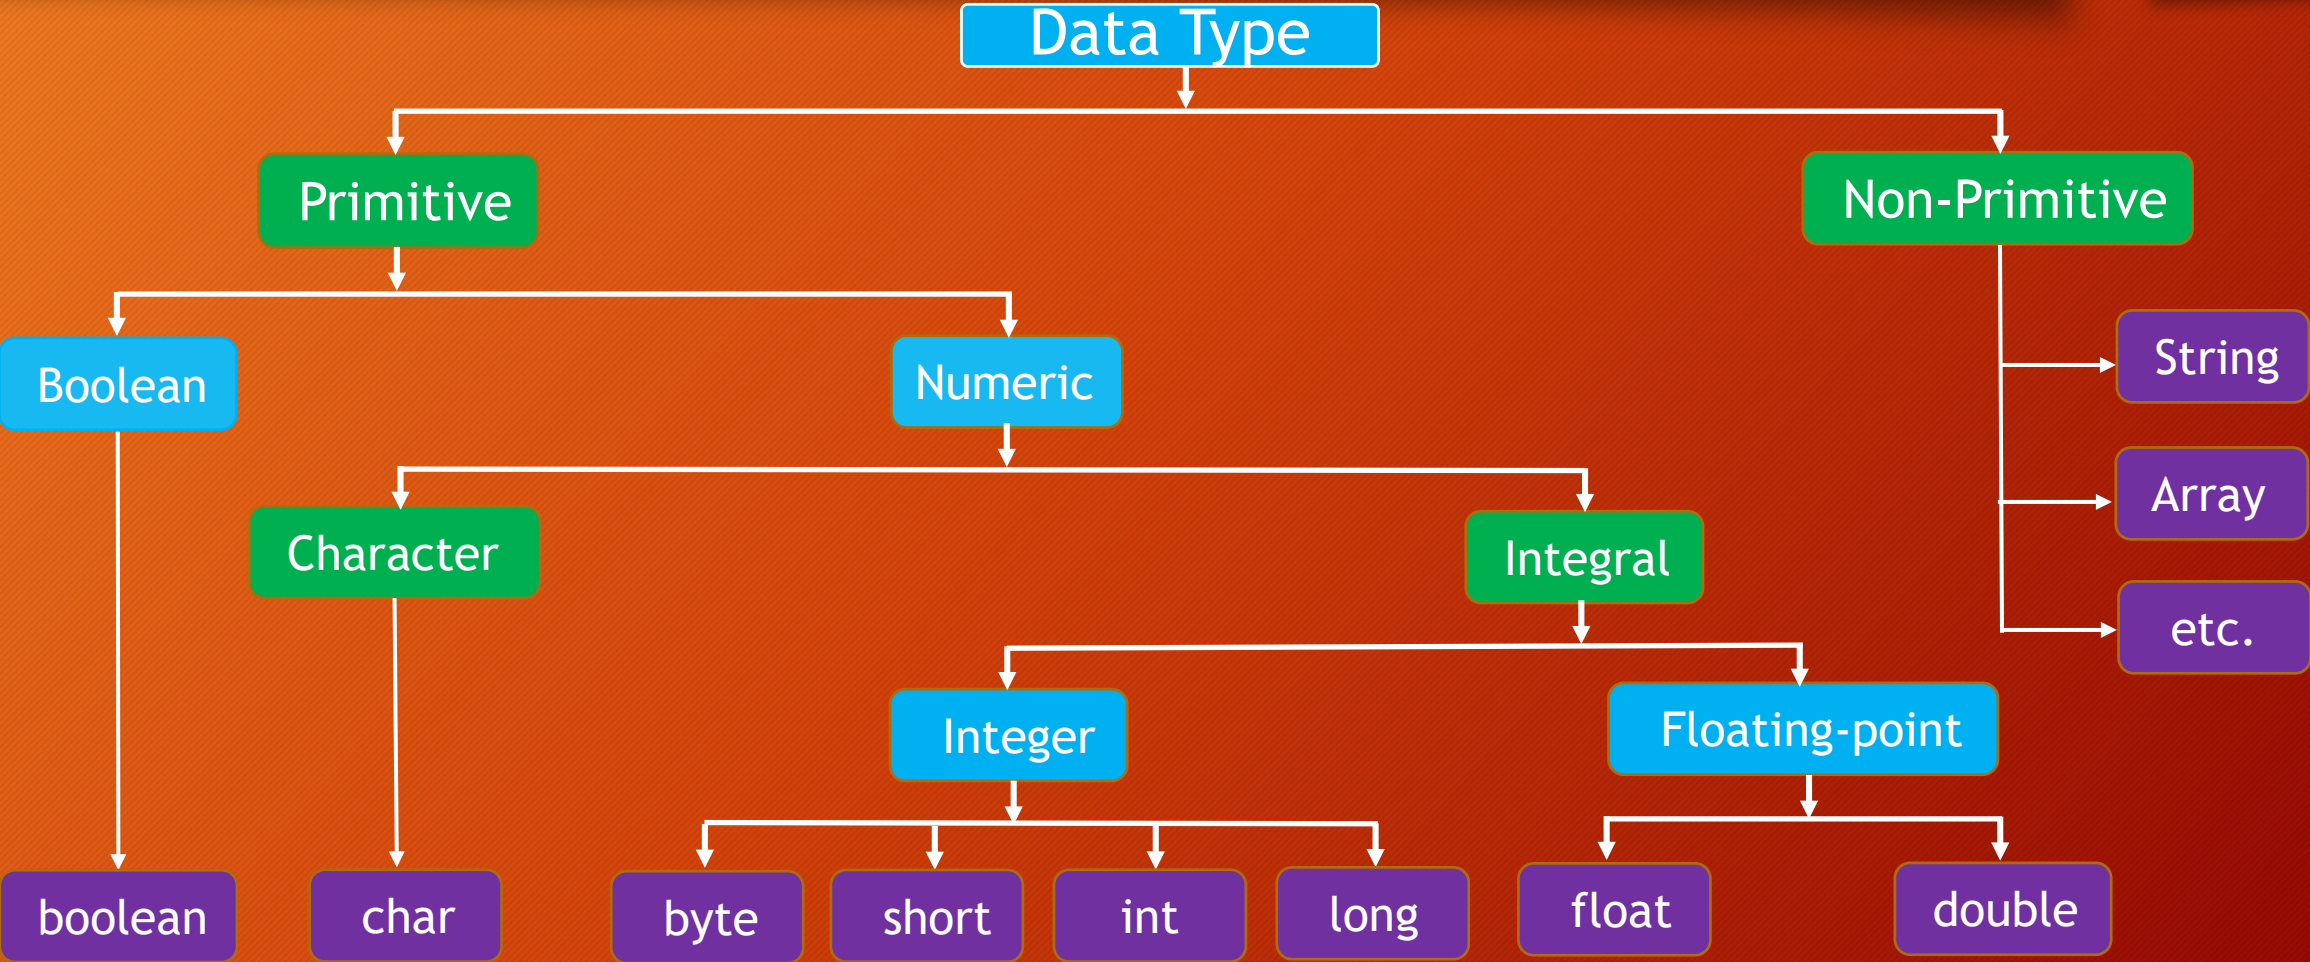 Data Type
Primitive
Non-Primitive
Boolean
Numeric
String
Array
Character
Integral
etc.
Integer
Floating-point
boolean
char
byte
short
int
long
float
double